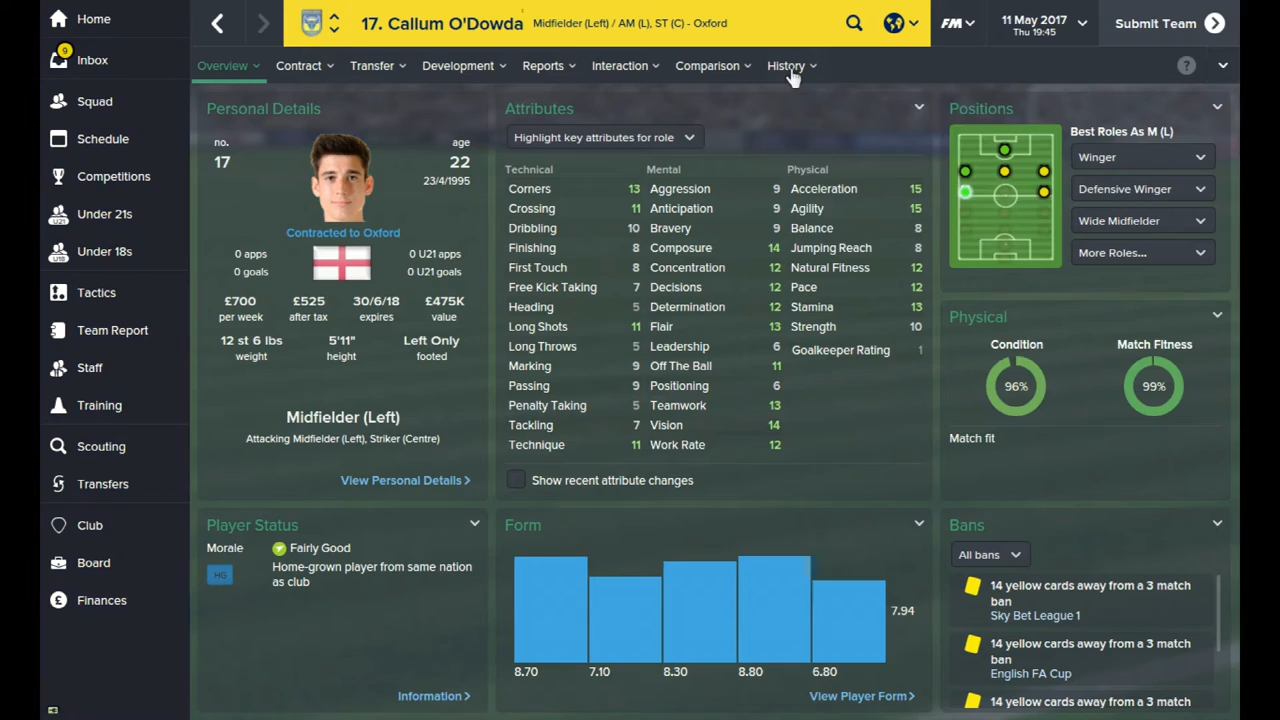 Home
9
Inbox
Squad
Schedule
Competitions
U21
Under 21s
U18
Under 18s
Tactics
Team Report
Staff
Training
Scouting
Transfers
Club
Board
£
Finances
17. Callum O'Dowda
Midfielder (Left) / AM (L), ST (C) - Oxford
FM
11 May 2017
Thu 19:45
Submit Team
Overview
Contract
Transfer
Development
Reports
Interaction
Comparison
History
?
Personal Details
no.
17
age
22
23/4/1995
Contracted to Oxford
0 apps
0 goals
0 U21 apps
0 U21 goals
£700
per week
£525
after tax
30/6/18
expires
£475K
value
12 st 6 lbs
weight
5'11"
height
Left Only
footed
Midfielder (Left)
Attacking Midfielder (Left), Striker (Centre)
View Personal Details
Attributes
Highlight key attributes for role
Technical
Mental
Physical
Corners 13 Aggression 9 Acceleration 15
Crossing 11 Anticipation 9 Agility 15
Dribbling 10 Bravery 9 Balance 8
Finishing 8 Composure 14 Jumping Reach 8
First Touch 8 Concentration 12 Natural Fitness 12
Free Kick Taking 7 Decisions 12 Pace 12
Heading 5 Determination 12 Stamina 13
Long Shots 11 Flair 13 Strength 10
Long Throws 5 Leadership 6 Goalkeeper Rating 1
Marking 9 Off The Ball 11
Passing 9 Positioning 6
Penalty Taking 5 Teamwork 13
Tackling 7 Vision 14
Technique 11 Work Rate 12
Show recent attribute changes
Positions
Best Roles As M (L)
Winger
Defensive Winger
Wide Midfielder
More Roles...
Physical
Condition
96%
Match Fitness
99%
Match fit
Player Status
Morale
Fairly Good
HG
Home-grown player from same nation
as club
Information
Form
8.70
7.10
8.30
8.80
6.80
7.94
View Player Form
Bans
All bans
14 yellow cards away from a 3 match
ban
Sky Bet League 1
14 yellow cards away from a 3 match
ban
English FA Cup
14 yellow cards away from a 3 match